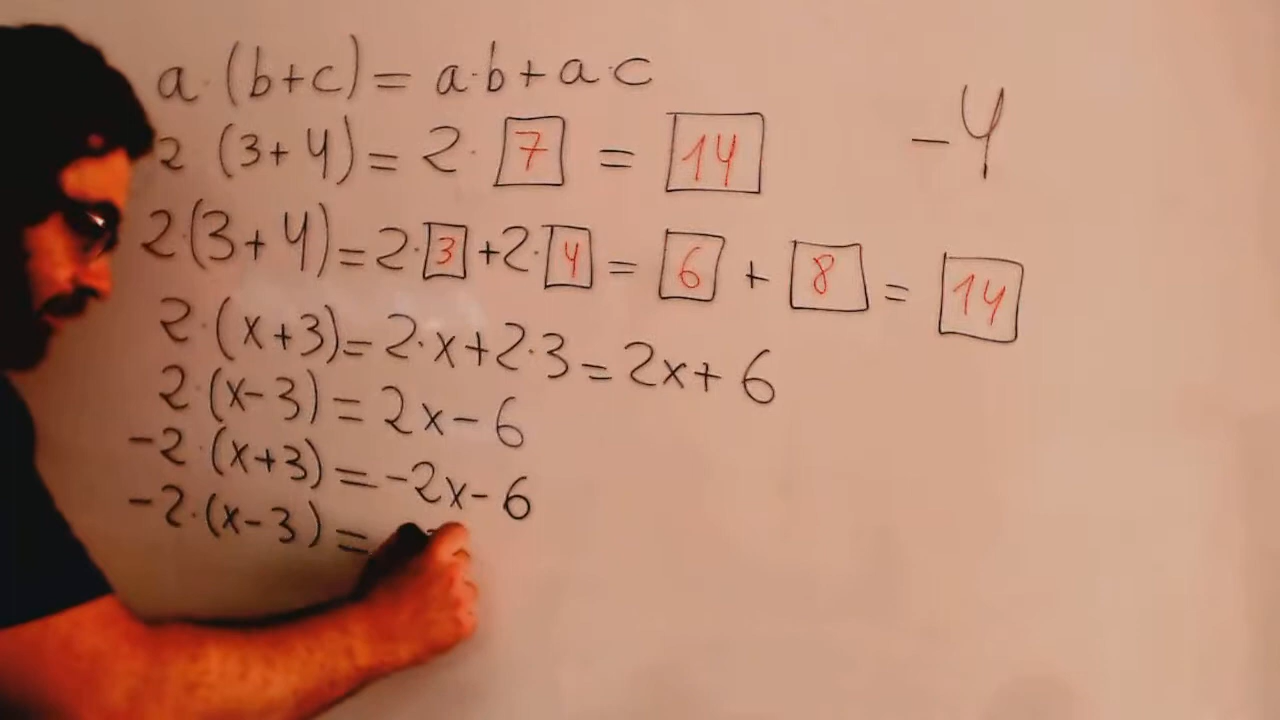 a·(b+c) = a·b+a·c
2 (3+4) = 2· 7 = 14
-4
2·(3+4) = 2·3+2·4 = 6 + 8 = 14
2·(x+3) = 2·x+2·3 = 2x+6
2·(x-3) = 2x-6
-2·(x+3) = -2x-6
-2·(x-3) =